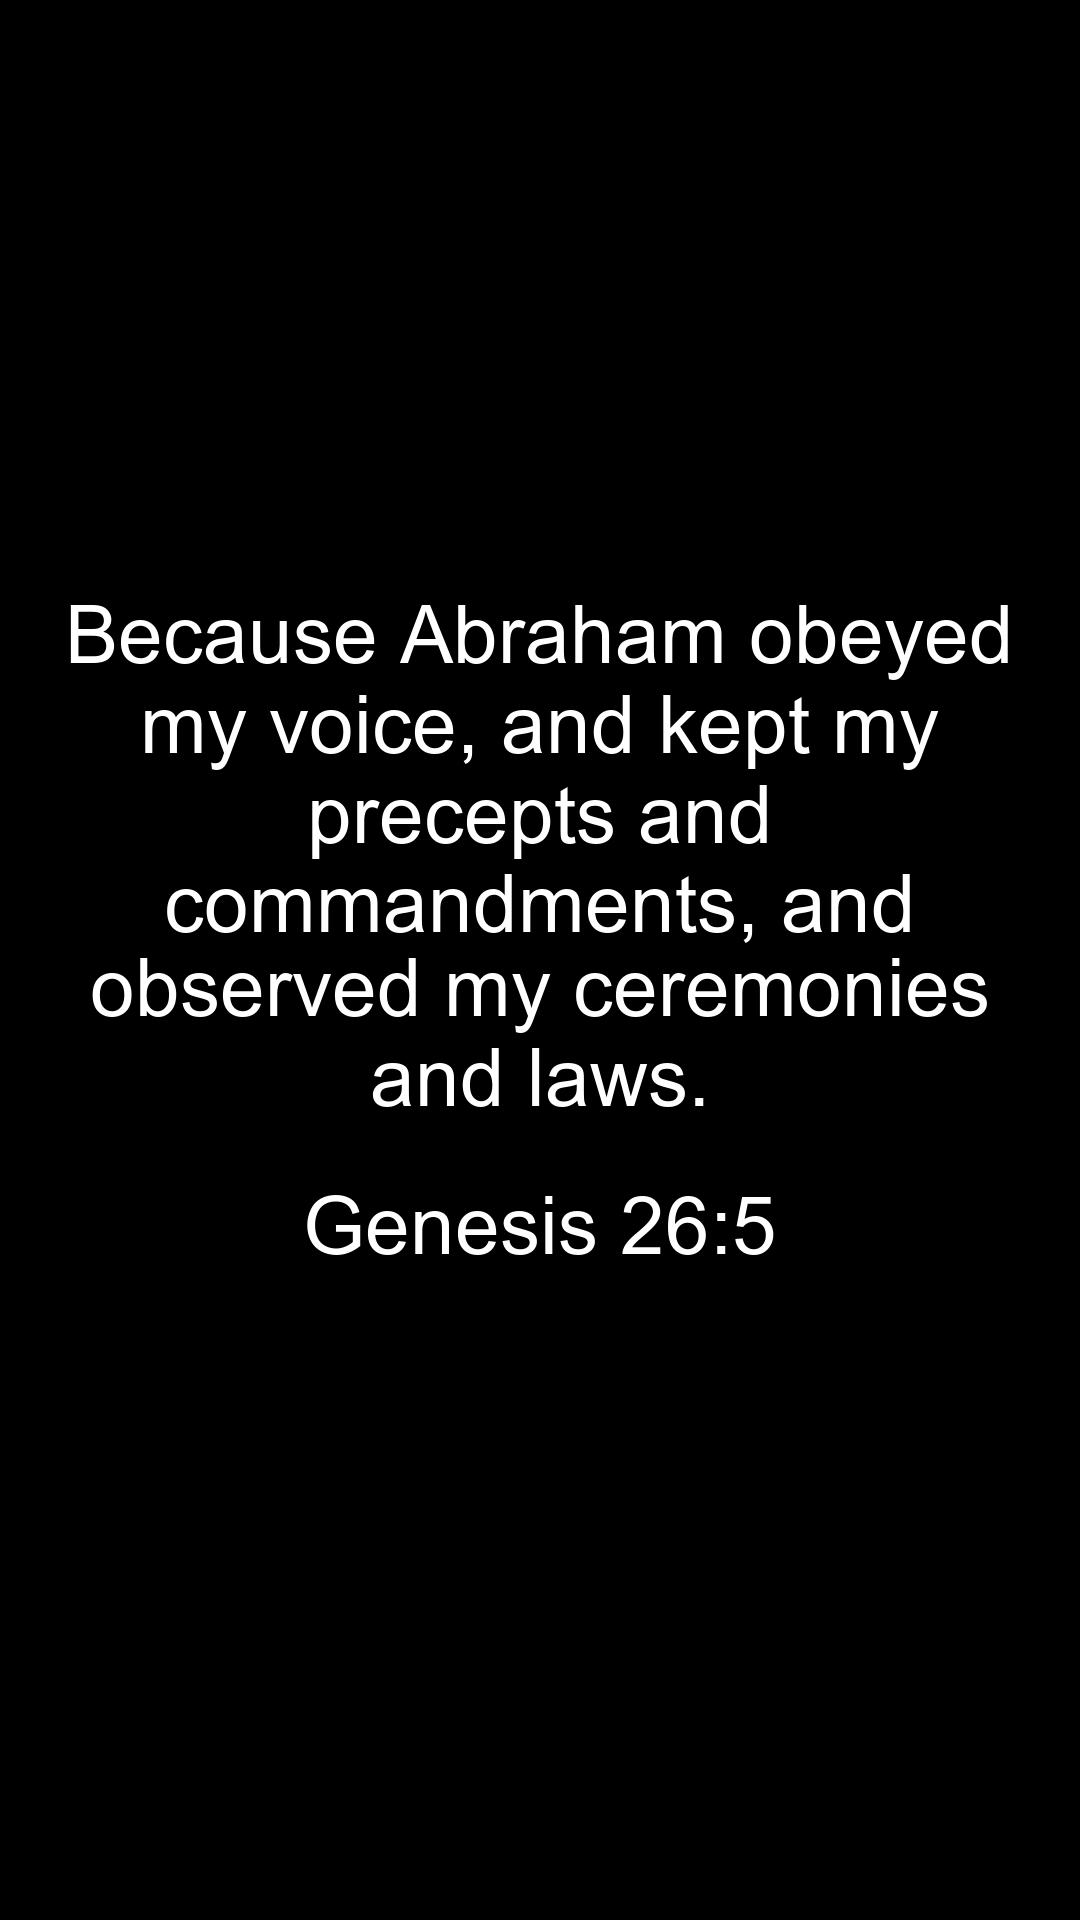 Because Abraham obeyed
my voice, and kept my
precepts and
commandments, and
observed my ceremonies
and laws.
Genesis 26:5